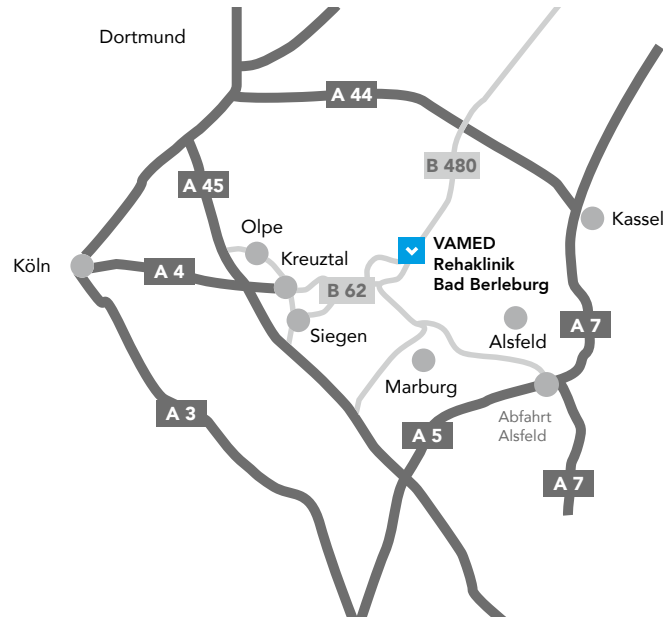 Dortmund
A 44
B 480
A 45
Kassel
Olpe
VAMED
Rehaklinik
Bad Berleburg
Kreuztal
Köln
A 4
B 62
Siegen
Alsfeld
A 7
Marburg
A 3
Abfahrt
Alsfeld
A 5
A 7